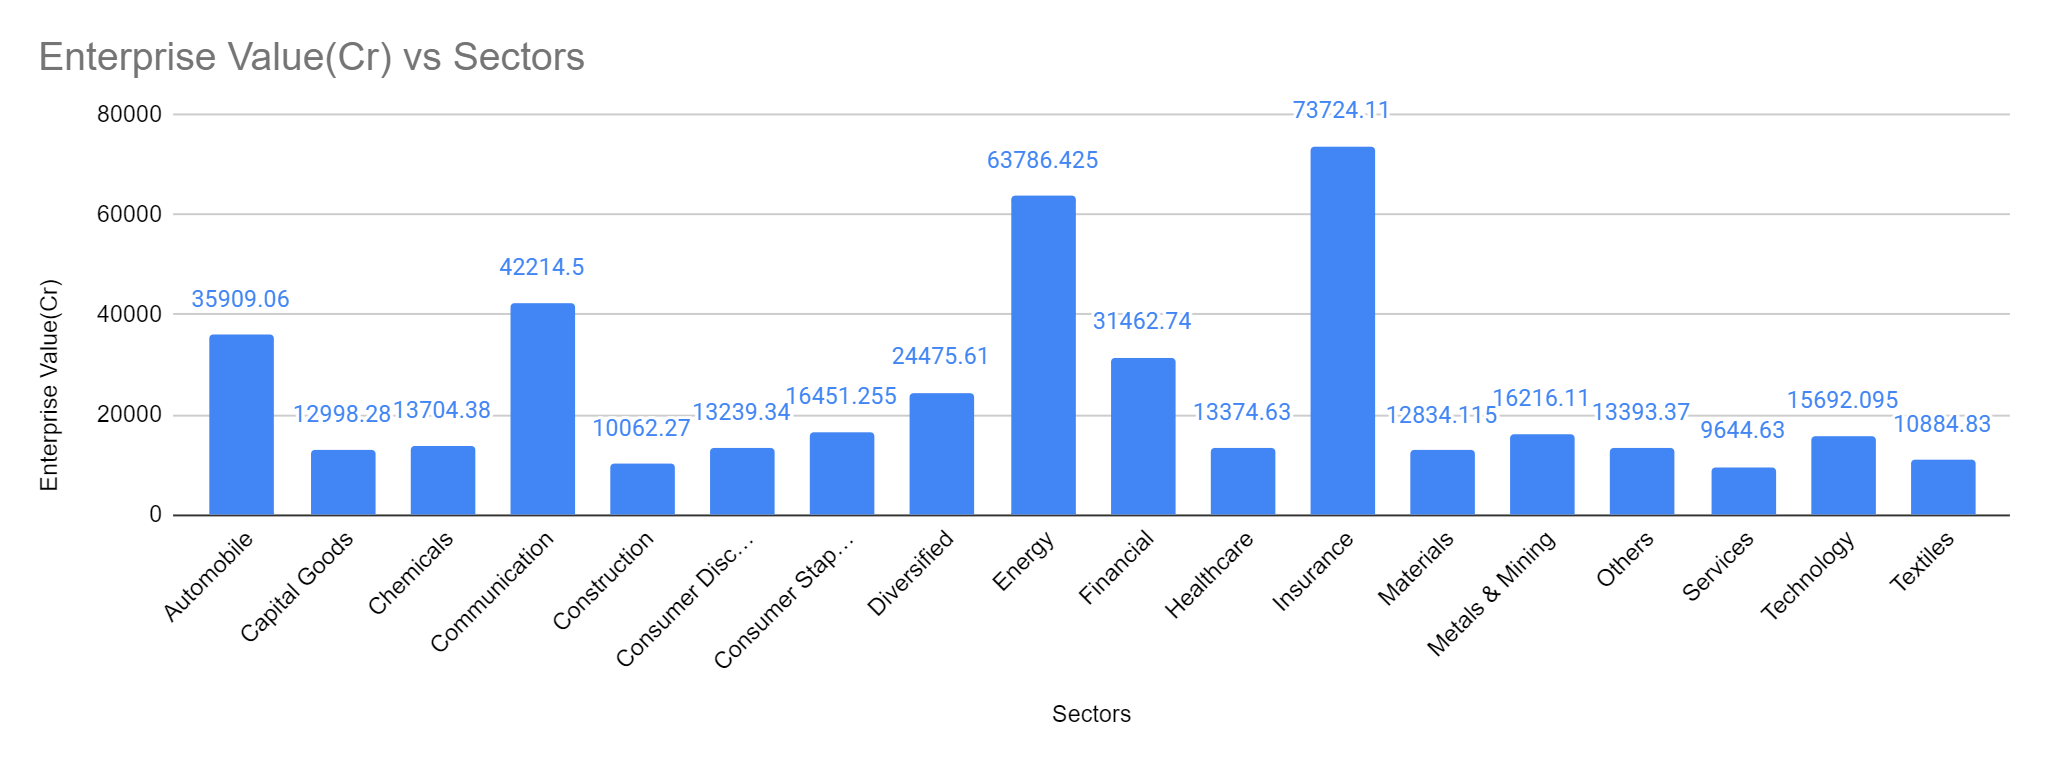 Enterprise Value(Cr) vs Sectors
Enterprise Value(Cr)
80000
60000
40000
20000
0
35909.06
12998.28
13704.38
42214.5
10062.27
13239.34
16451.255
24475.61
63786.425
31462.74
13374.63
73724.11
12834.115
16216.11
13393.37
9644.63
15692.095
10884.83
Automobile
Capital Goods
Chemicals
Communication
Construction
Consumer Disc…
Consumer Stap…
Diversified
Energy
Financial
Healthcare
Insurance
Materials
Metals & Mining
Others
Services
Technology
Textiles
Sectors